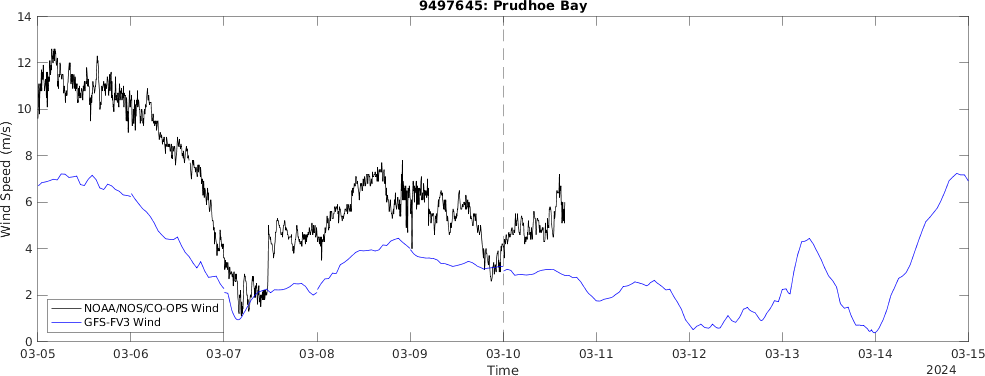 9497645: Prudhoe Bay
14
12
10
8
6
4
2
0
Wind Speed (m/s)
NOAA/NOS/CO-OPS Wind
GFS-FV3 Wind
03-05 03-06 03-07 03-08 03-09 03-10 03-11 03-12 03-13 03-14 03-15
Time
2024